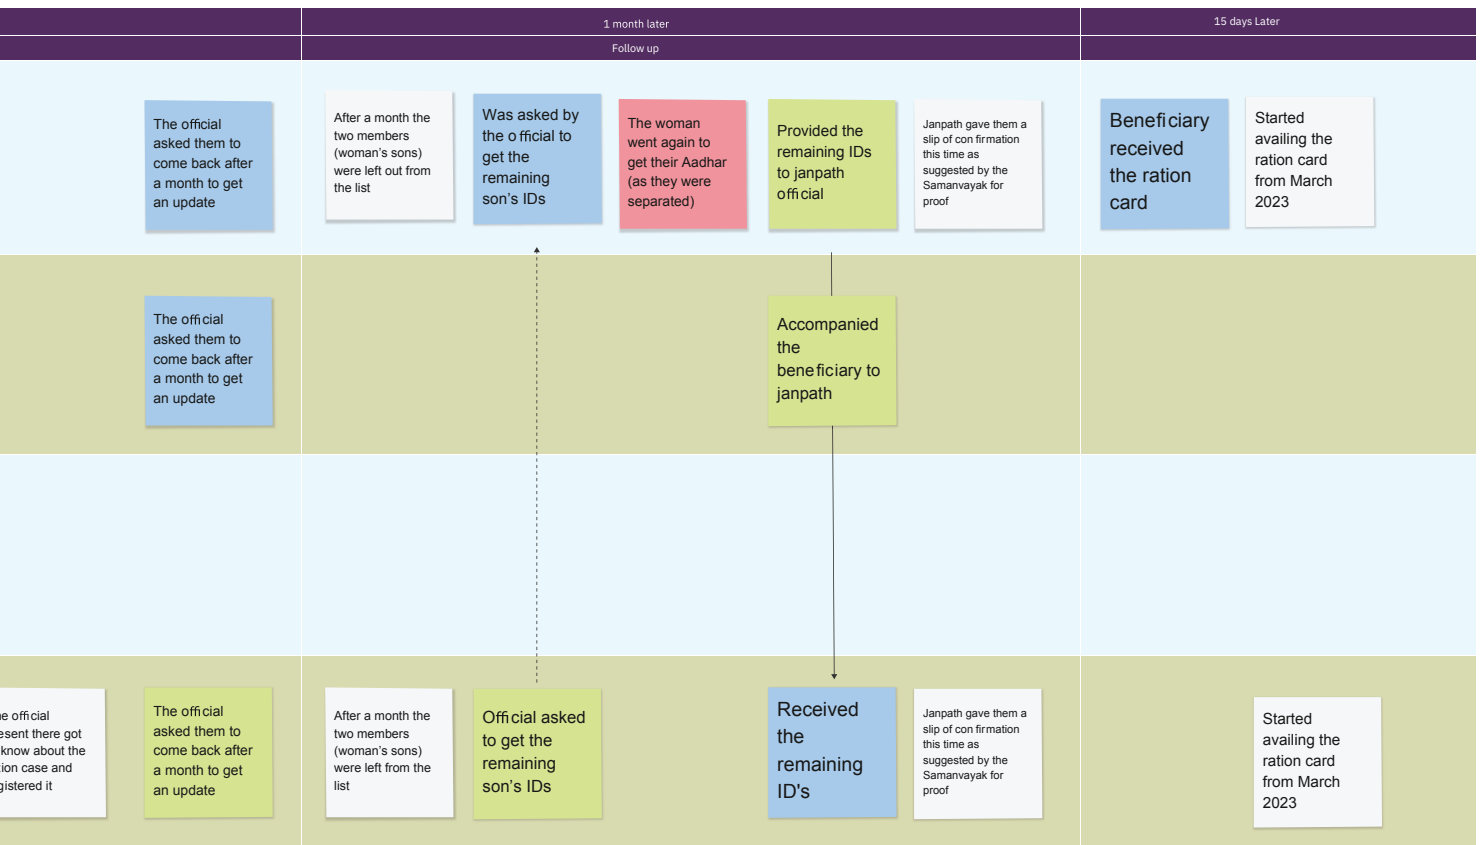 1 month later
15 days Later
Follow up
The official
asked them to
come back after
a month to get
an update
After a month the
two members
(woman's sons)
were left out from
the list
Was asked by
the official to
get the
remaining
son's IDs
The woman
went again to
get their Aadhar
(as they were
separated)
Provided the
remaining IDs
to janpath
official
Janpath gave them a
slip of con firmation
this time as
suggested by the
Samanvayak for
proof
Beneficiary
received
the ration
card
Started
availing the
ration card
from March
2023
The official
asked them to
come back after
a month to get
an update
Accompanied
the
beneficiary to
janpath
official
esent there got
know about the
tion case and
gistered it
The official
asked them to
come back after
a month to get
an update
After a month the
two members
(woman's sons)
were left from the
list
Official asked
to get the
remaining
son's IDs
Received
the
remaining
ID's
Janpath gave them a
slip of con firmation
this time as
suggested by the
Samanvayak for
proof
Started
availing the
ration card
from March
2023